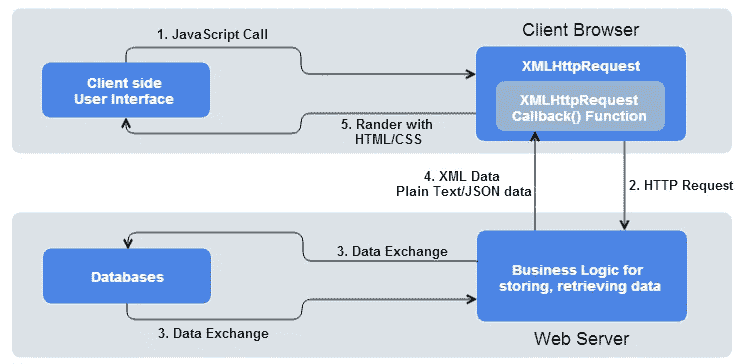 Client Browser
1. JavaScript Call
XMLHttpRequest
Client side
User Interface
XMLHttpRequest
Callback() Function
5. Rander with
HTML/CSS
4. XML Data
Plain Text/JSON data
2. HTTP Request
3. Data Exchange
Databases
Business Logic for
storing, retrieving data
3. Data Exchange
Web Server